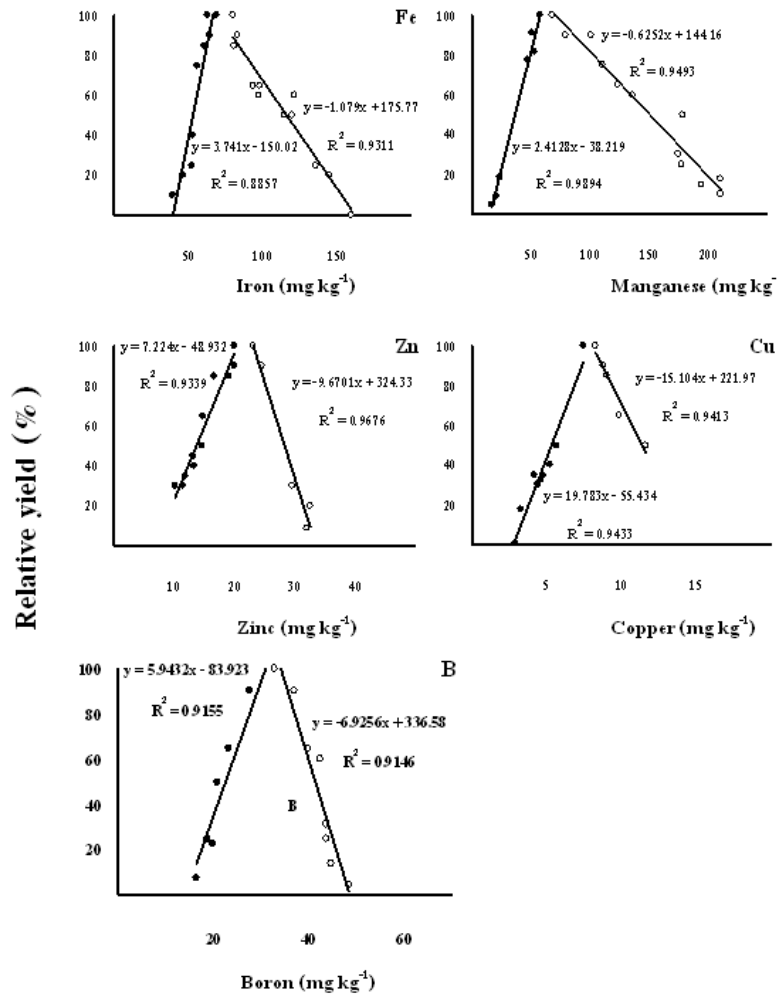 Relative yield (%)
Fe
100
80
60
40
20
y = 3.741x - 150.02
R2 = 0.8857
y = -1.079x + 175.77
R2 = 0.9311
50 100 150
Iron (mg kg-1)
100
80
60
40
20
y = -0.6252x + 144.16
R2 = 0.9493
y = 2.4128x - 38.219
R2 = 0.9894
50 100 150 200
Manganese (mg kg-
Zn
y = 7.224x - 48.932
R2 = 0.9339
100
80
60
40
20
y = -9.6701x + 324.33
R2 = 0.9676
10 20 30 40
Zinc (mg kg-1)
Cu
100
80
60
40
20
y = -15.104x + 221.97
R2 = 0.9413
y = 19.783x - 55.434
R2 = 0.9433
5 10 15
Copper (mg kg-1)
B
y = 5.9432x - 83.923
R2 = 0.9155
100
80
60
40
20
y = -6.9256x + 336.58
R2 = 0.9146
B
20 40 60
Boron (mg kg-1)